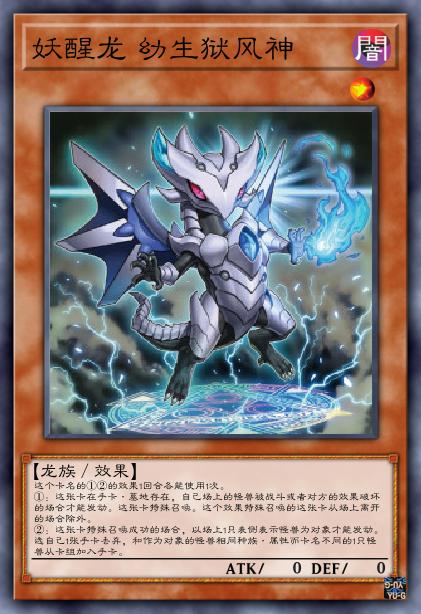 妖醒龙 幼生狱风神
闇
【龙族／效果】
这个卡名的①②的效果1回合各能使用1次。
①：这张卡在手卡·墓地存在，自己场上的怪兽被战斗或者对方的效果破坏
的场合才能发动。这张卡特殊召唤。这个效果特殊召唤的这张卡从场上离开
的场合除外。
②：这张卡特殊召唤成功的场合，以场上1只表侧表示怪兽为对象才能发动。
选自己1张手卡丢弃，和作为对象的怪兽相同种族·属性而卡名不同的1只怪
兽从卡组加入手卡。
ATK/ 0 DEF/ 0